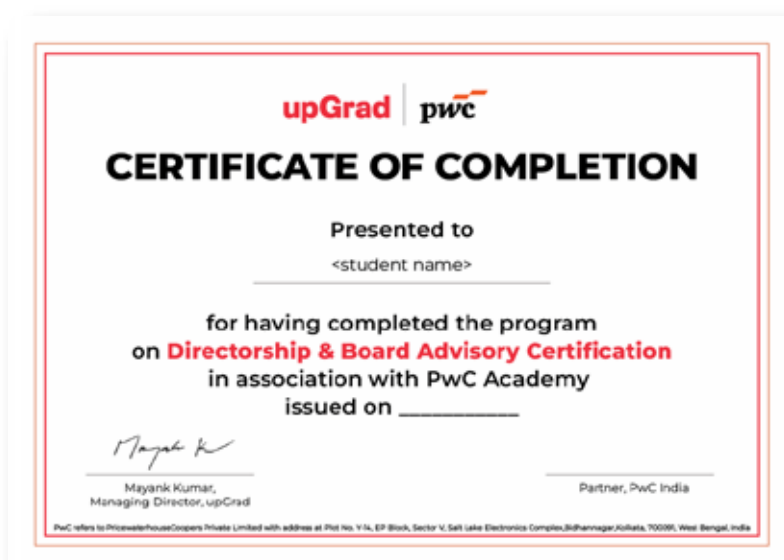 upGrad pwc
CERTIFICATE OF COMPLETION
Presented to
<student name>
for having completed the program
on Directorship & Board Advisory Certification
in association with PwC Academy
issued on ___________
Mayank Kumar,
Managing Director, upGrad
Partner, PwC India
PwC refers to PricewaterhouseCoopers Private Limited with address at Plot No. Y-14, EP Block, Sector V, Salt Lake Electronics Complex,Bidhannagar,Kolkata, 700091, West Bengal, India